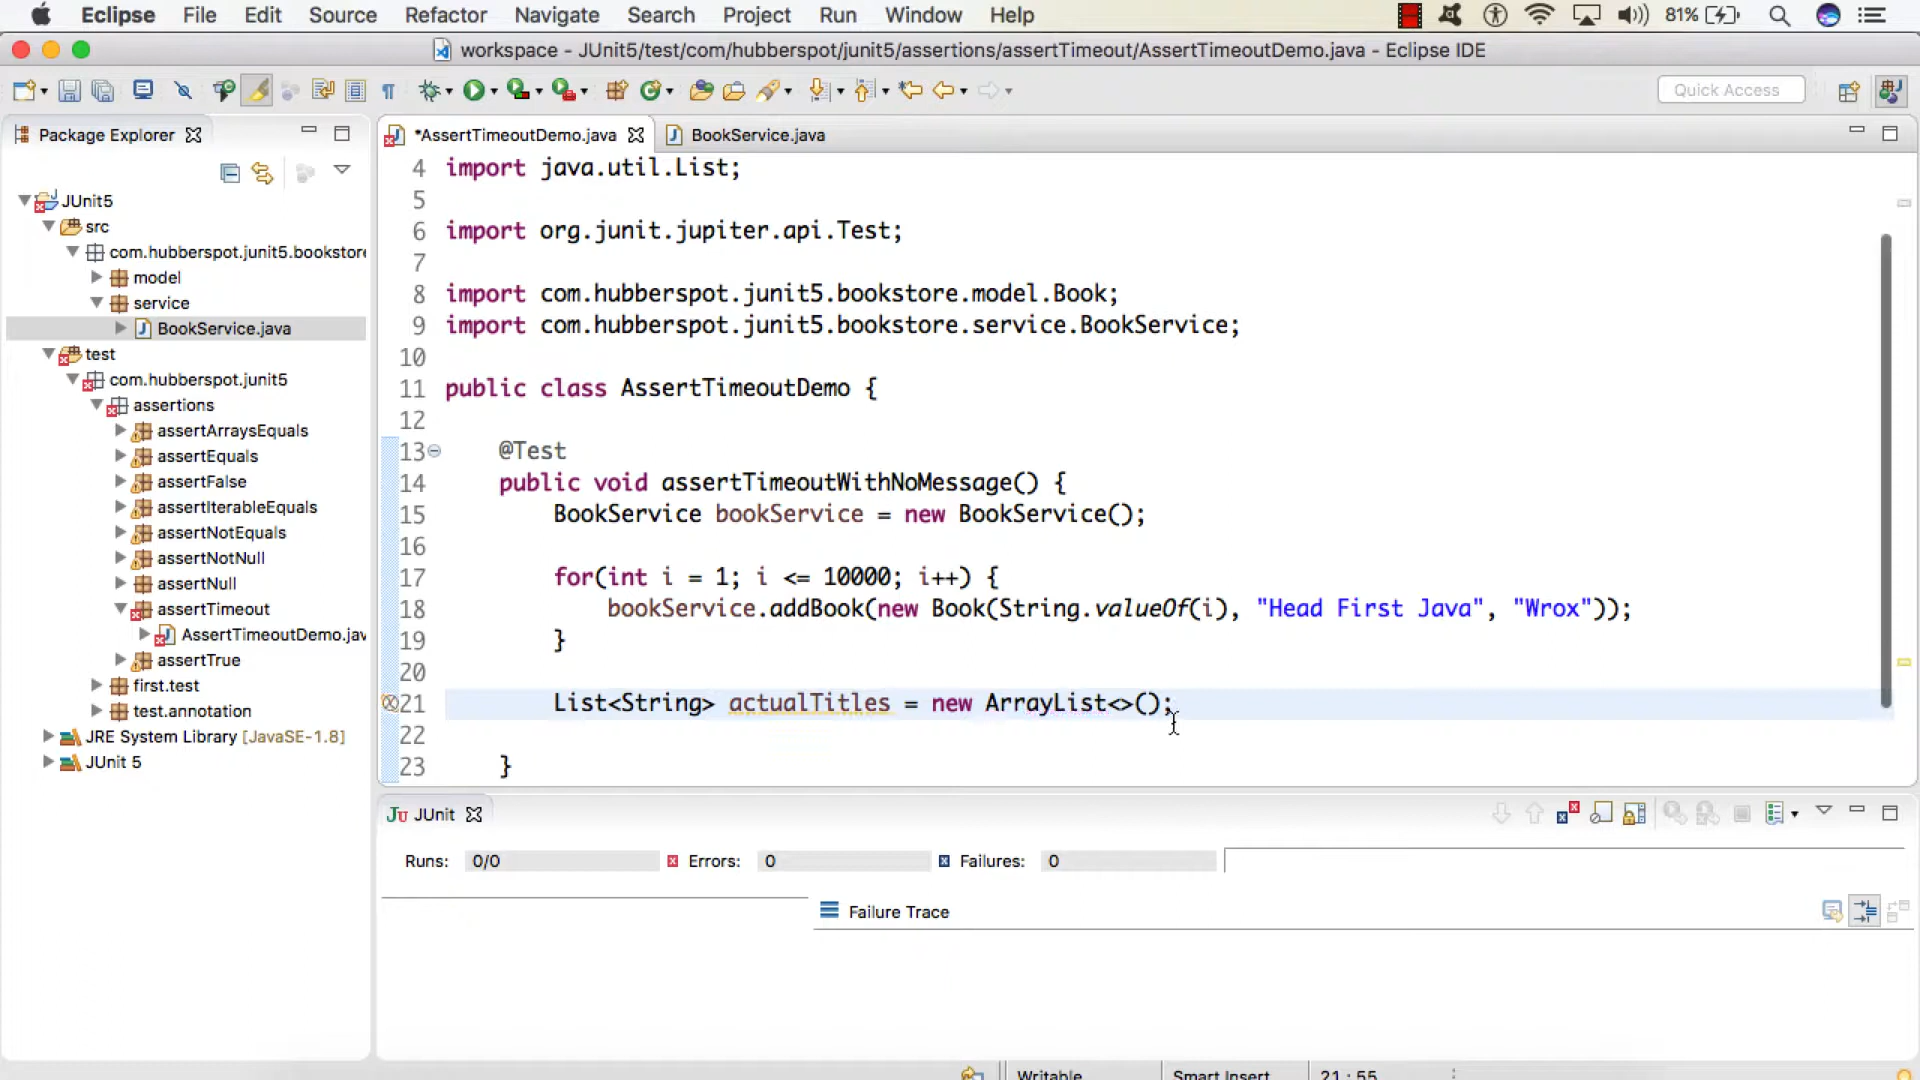 Eclipse File Edit Source Refactor Navigate Search Project Run Window Help 81%
workspace - JUnit5/test/com/hubberspot/junit5/assertions/assertTimeout/AssertTimeoutDemo.java - Eclipse IDE
Quick Access
Package Explorer
*AssertTimeoutDemo.java
BookService.java
JUnit5
src
com.hubberspot.junit5.bookstore
model
service
BookService.java
test
com.hubberspot.junit5
assertions
assertArraysEquals
assertEquals
assertFalse
assertIterableEquals
assertNotEquals
assertNotNull
assertNull
assertTimeout
AssertTimeoutDemo.jav
assertTrue
first.test
test.annotation
JRE System Library [JavaSE-1.8]
JUnit 5
4 import java.util.List;
5
6 import org.junit.jupiter.api.Test;
7
8 import com.hubberspot.junit5.bookstore.model.Book;
9 import com.hubberspot.junit5.bookstore.service.BookService;
10
11 public class AssertTimeoutDemo {
12
13 @Test
14 public void assertTimeoutWithNoMessage() {
15 BookService bookService = new BookService();
16
17 for(int i = 1; i <= 10000; i++) {
18 bookService.addBook(new Book(String.valueOf(i), "Head First Java", "Wrox"));
19 }
20
21 List<String> actualTitles = new ArrayList<>();
22
23 }
Ju JUnit
Runs: 0/0 Errors: 0 Failures: 0
Failure Trace
Writable Smart Insert 21 : 55